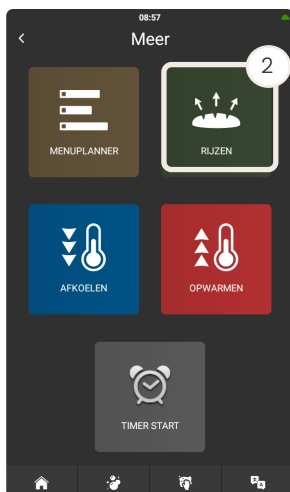 08:57
Meer
2
MENUPLANNER
RIJZEN
AFKOELEN
OPWARMEN
TIMER START